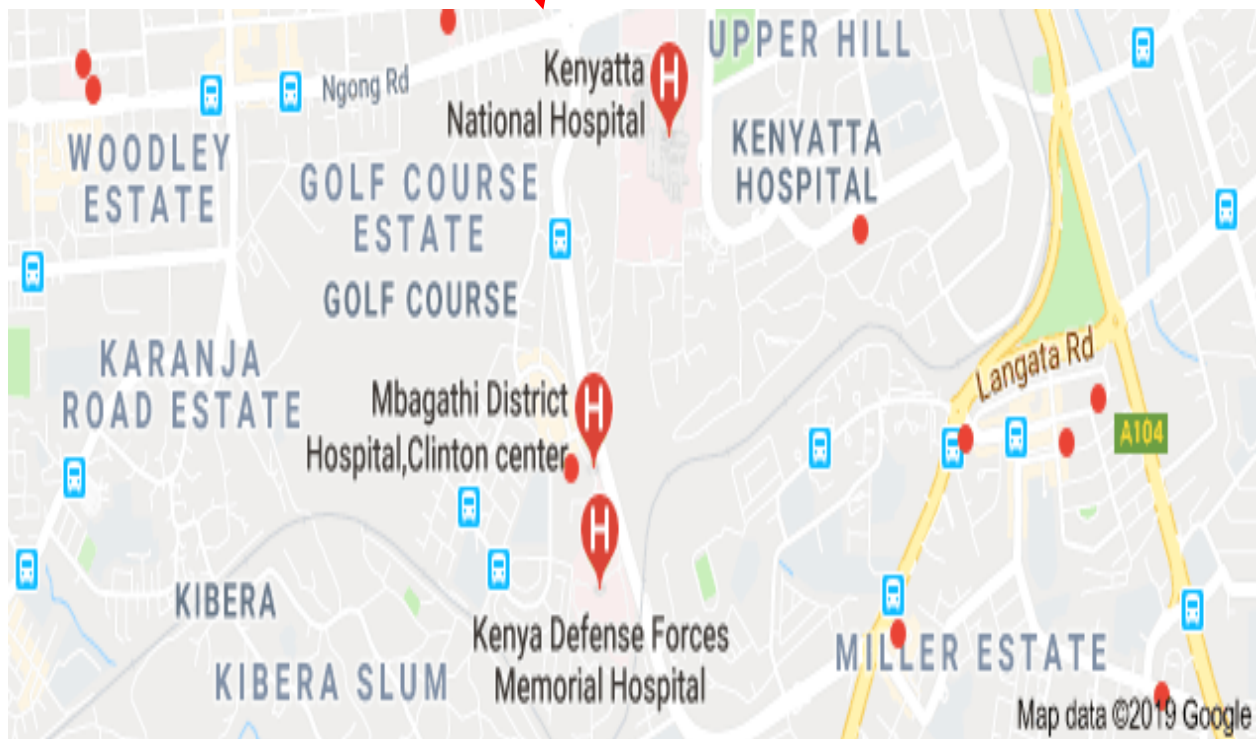 UPPER HILL
Kenyatta
National Hospital
H
Ngong Rd
WOODLEY
ESTATE
GOLF COURSE
ESTATE
KENYATTA
HOSPITAL
GOLF COURSE
KARANJA
ROAD ESTATE
Langata Rd
Mbagathi District
Hospital,Clinton center
H
A104
H
KIBERA
Kenya Defense Forces
Memorial Hospital
MILLER ESTATE
KIBERA SLUM
Map data ©2019 Google